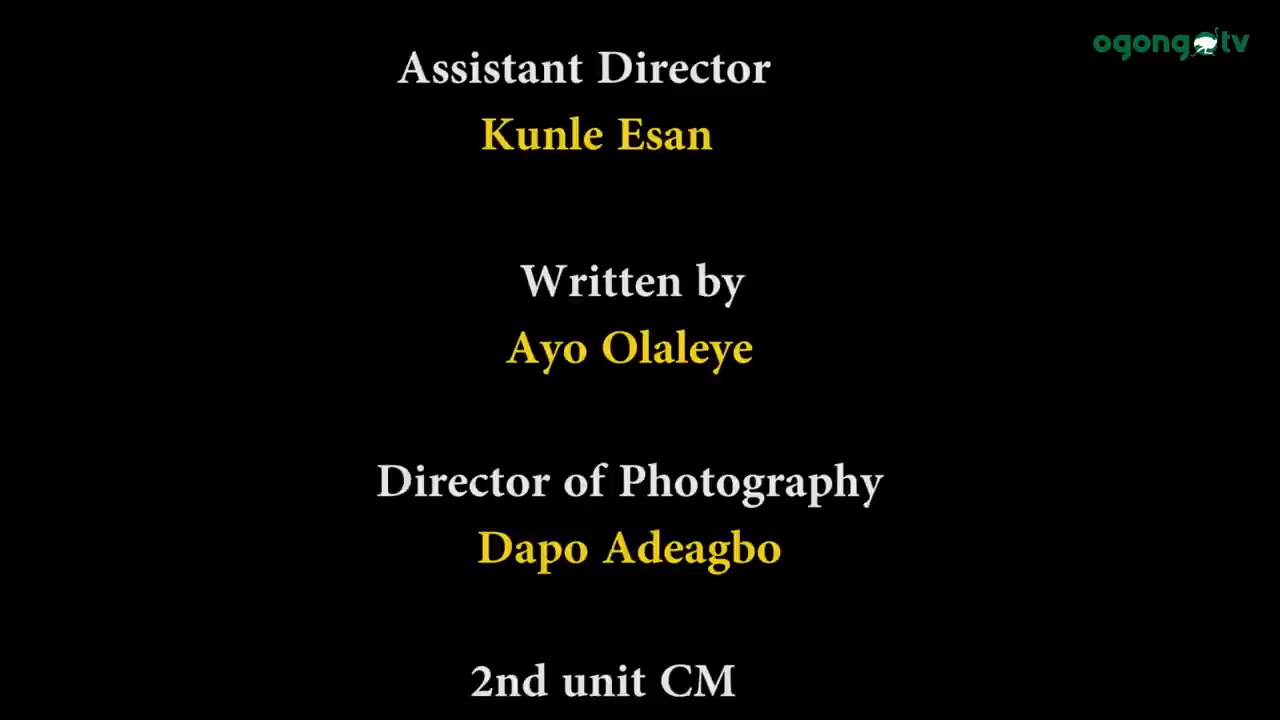 ogongotv
Assistant Director
Kunle Esan
Written by
Ayo Olaleye
Director of Photography
Dapo Adeagbo
2nd unit CM